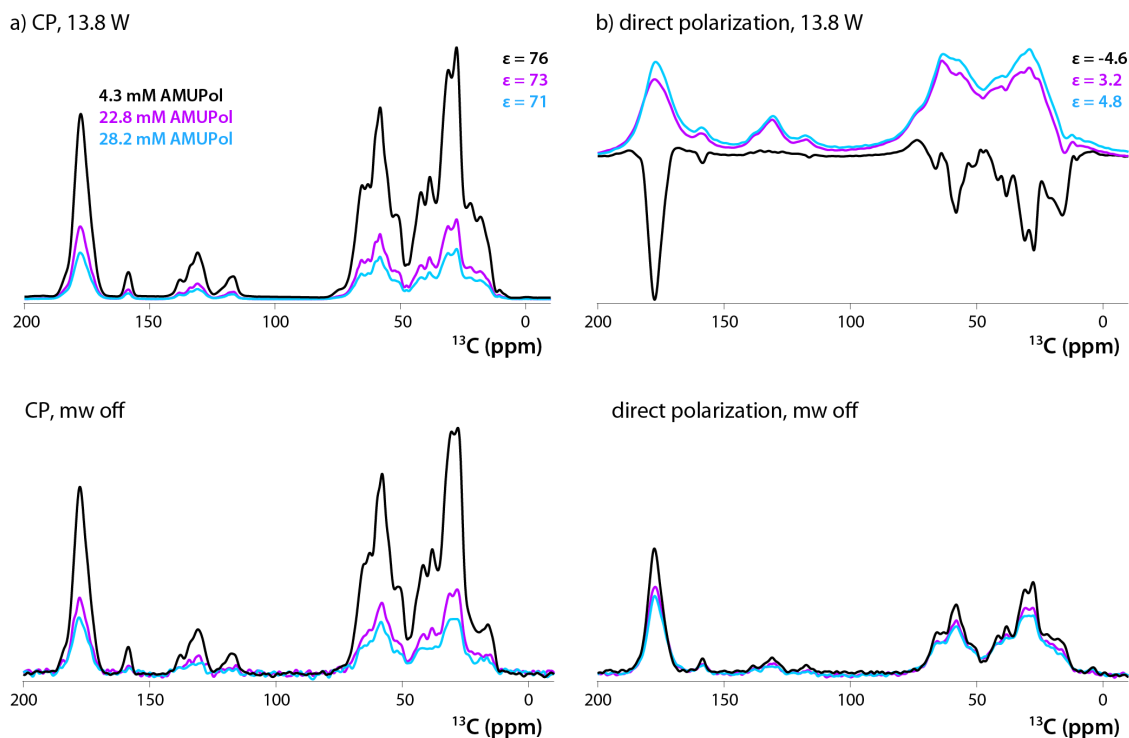 a) CP, 13.8 W
ε = 76
ε = 73
ε = 71
4.3 mM AMUPol
22.8 mM AMUPol
28.2 mM AMUPol
200 150 100 50 0
¹³C (ppm)
b) direct polarization, 13.8 W
ε = -4.6
ε = 3.2
ε = 4.8
200 150 100 50 0
¹³C (ppm)
CP, mw off
200 150 100 50 0
¹³C (ppm)
direct polarization, mw off
200 150 100 50 0
¹³C (ppm)